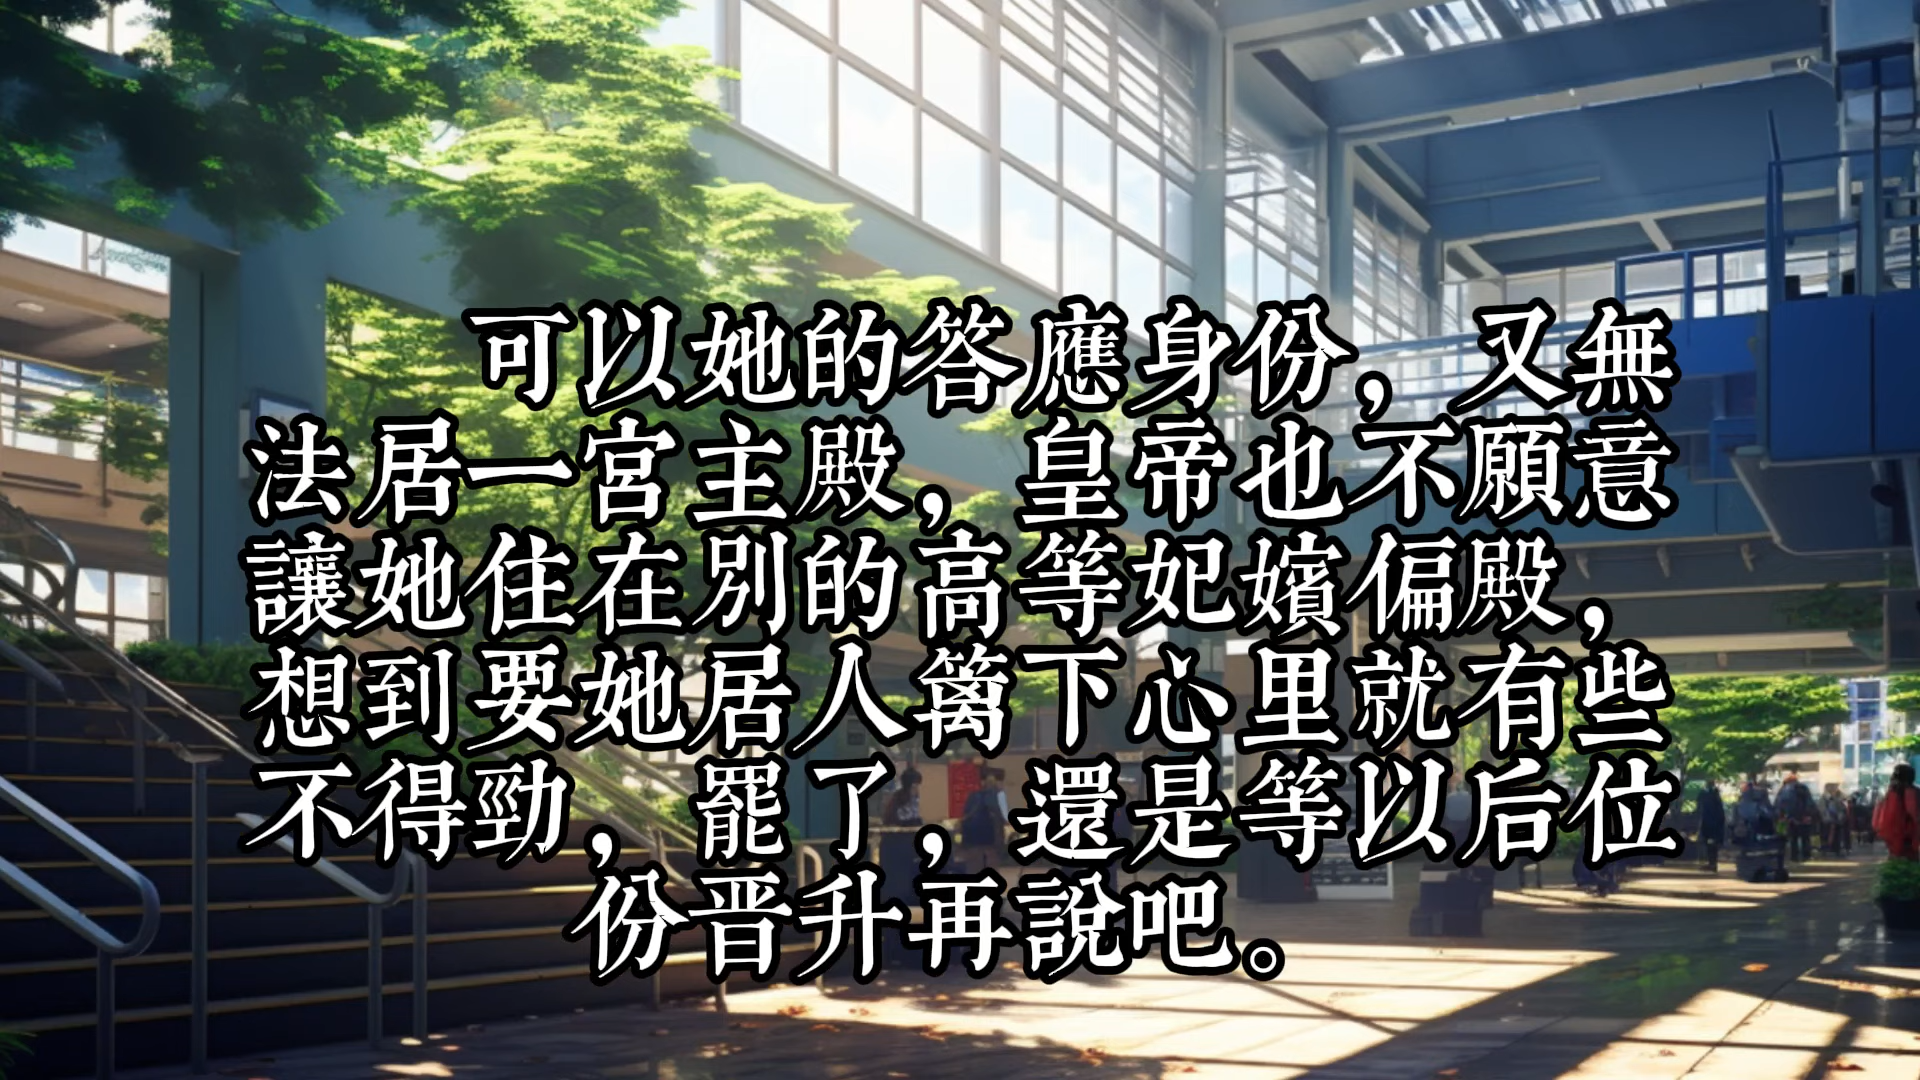 可以她的答應身份，又無
法居一宮主殿，皇帝也不願意
讓她住在別的高等妃嬪偏殿，
想到要她居人籬下心里就有些
不得勁，罷了，還是等以后位
份晋升再說吧。